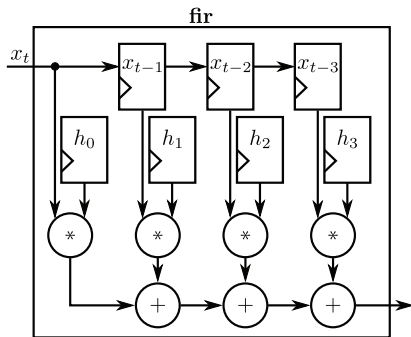 fir
x_t x_{t−1} x_{t−2} x_{t−3}
h_0 h_1 h_2 h_3
* * * *
+ + +